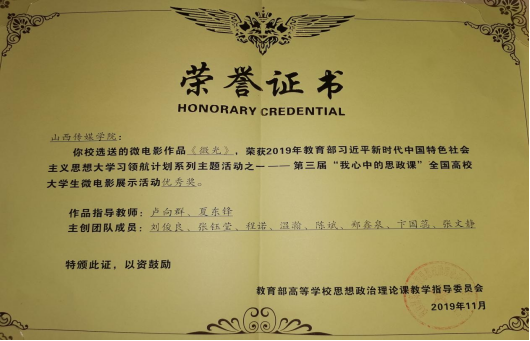 荣誉证书
HONORARY CREDENTIAL
山西传媒学院:
你校选送的微电影作品《微光》,荣获2019年教育部习近平新时代中国特色社会
主义思想大学习领航计划系列主题活动之一——第三届“我心中的思政课”全国高校
大学生微电影展示活动优秀奖。
作品指导教师:卢向群、夏东锋
主创团队成员:刘俊良、张钰莹、程诺、温瀚、陈斌、郑鑫泉、卞国蕊、张文静
特颁此证,以资鼓励
教育部高等学校思想政治理论课教学指导委员会
2019年11月